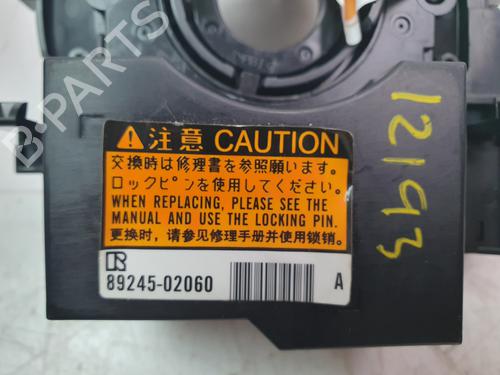 注意 CAUTION
交換時は修理書を参照願います。
ロックピンを使用してください。
WHEN REPLACING, PLEASE SEE THE
MANUAL AND USE THE LOCKING PIN.
更换时，请参见修理手册并使用锁销。
R
89245-02060
A
12193
B-PARTS